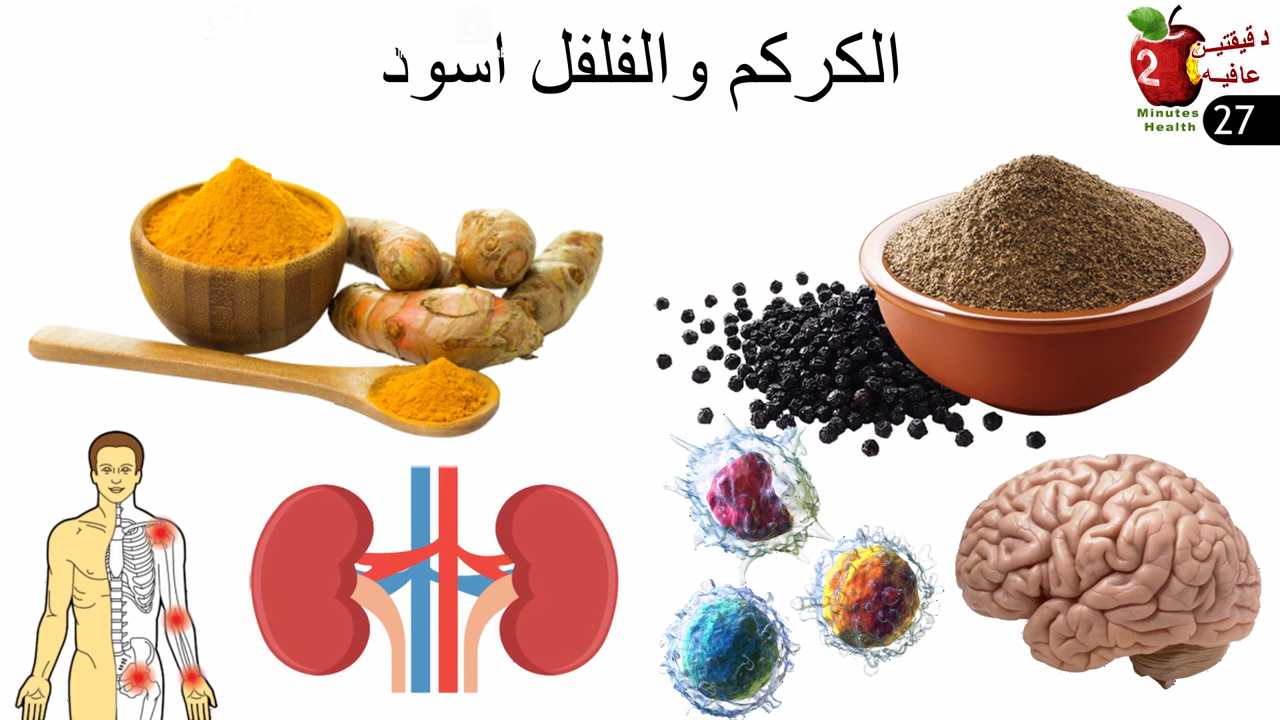 الكركم والفلفل اسود
دقيقتين
عافيه
2
Minutes
Health
27